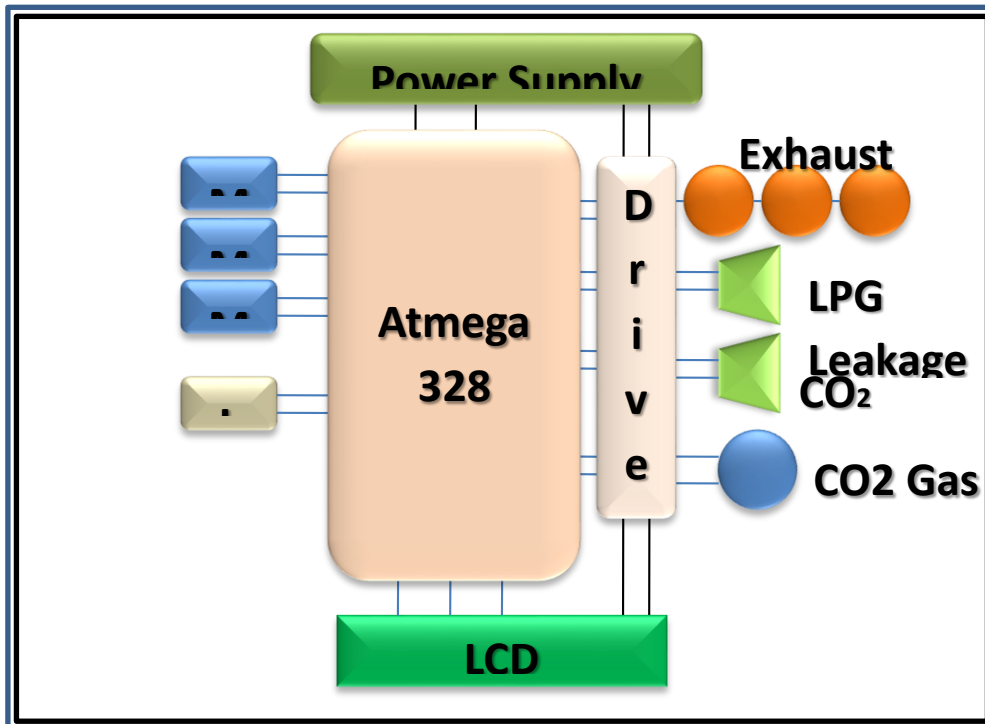 Power Supply
Exhaust
D
r
i
v
e
LPG
Atmega
328
Leakage
CO₂
CO2 Gas
LCD